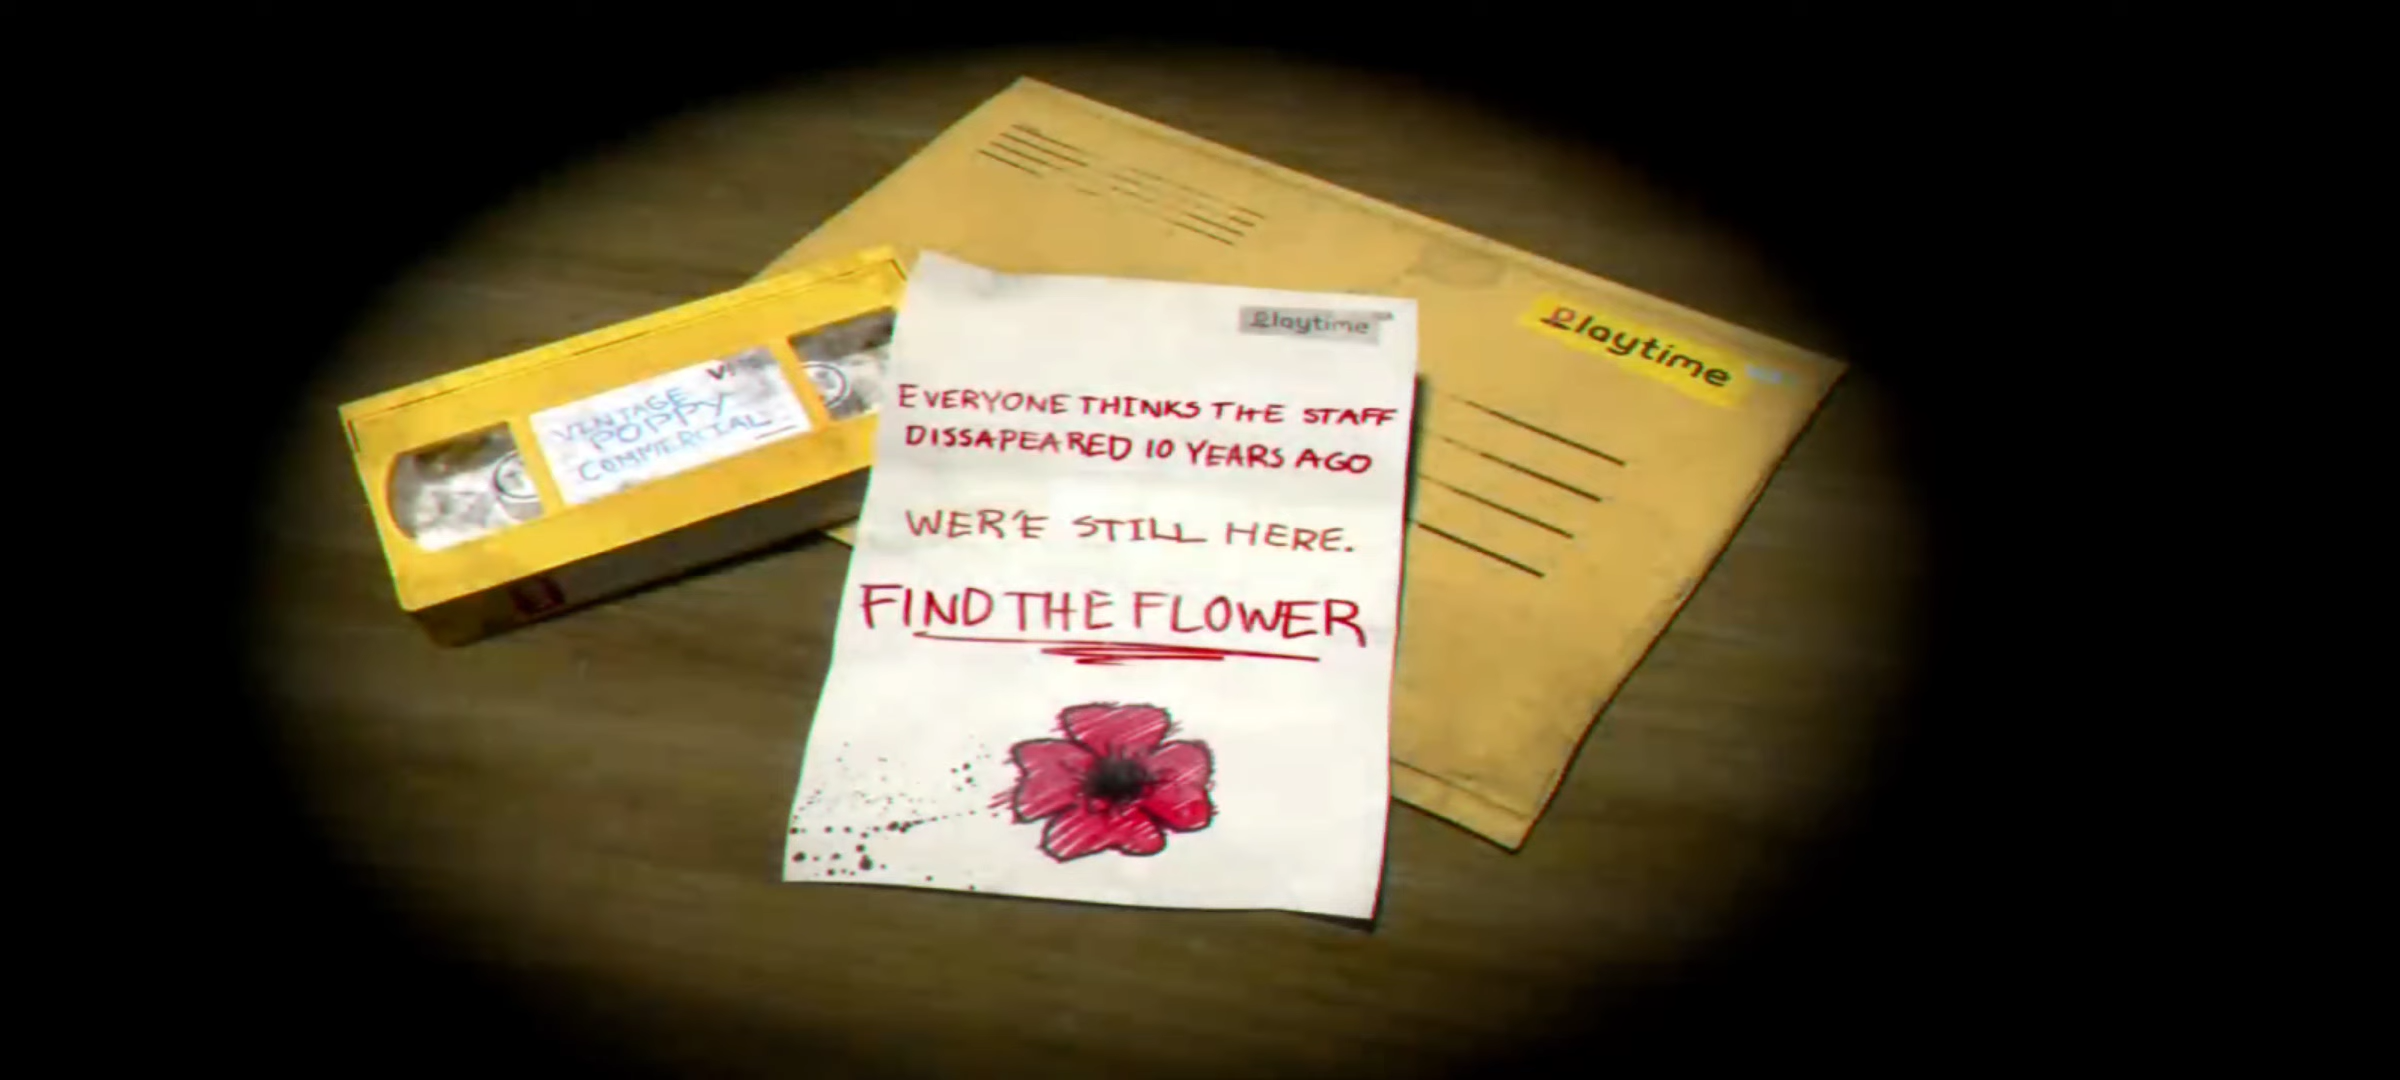 VINTAGE
POPPY
COMMERCIAL
Playtime
EVERYONE THINKS THE STAFF
DISSAPEARED 10 YEARS AGO
WER'E STILL HERE.
FIND THE FLOWER
Playtime